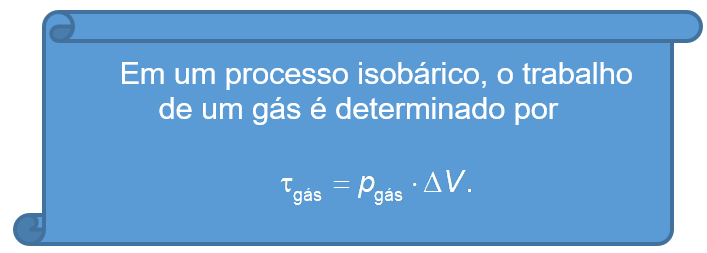 Em um processo isobárico, o trabalho
de um gás é determinado por
τgás = pgás · ΔV.